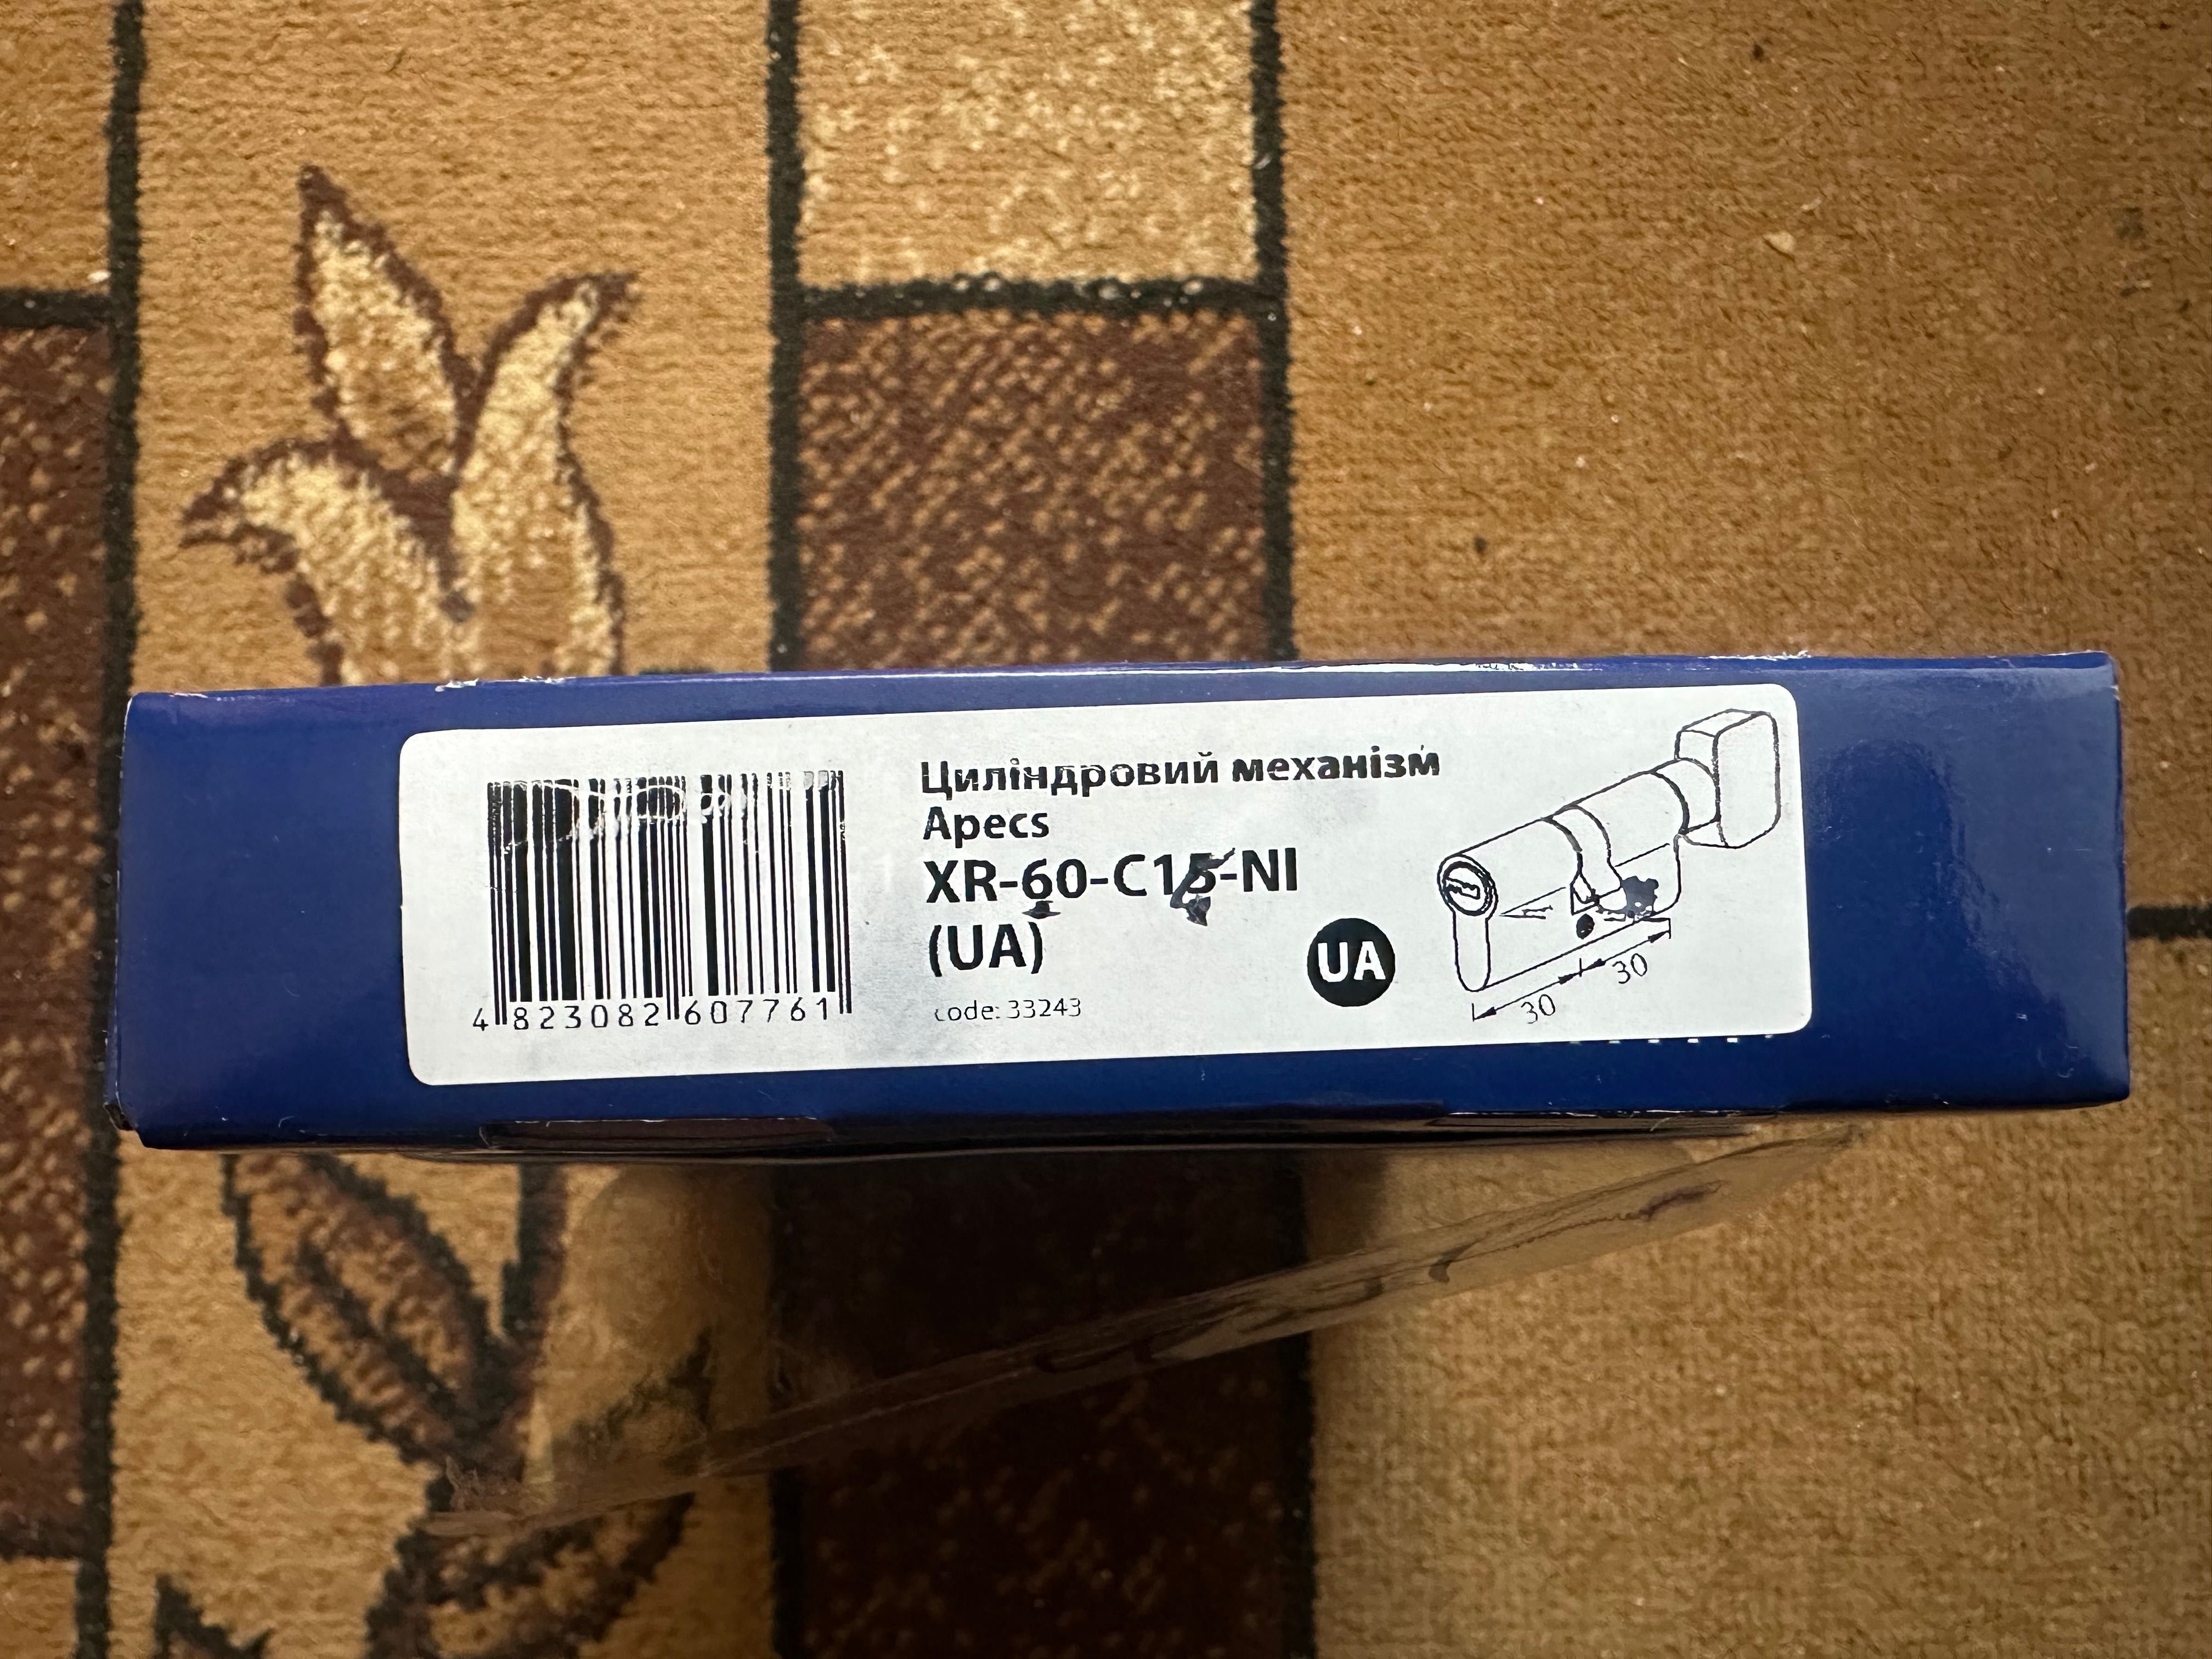 Циліндровий механізм
Apecs
XR-60-C15-NI
(UA)
code: 33243
4 823082 607761
UA
30
30